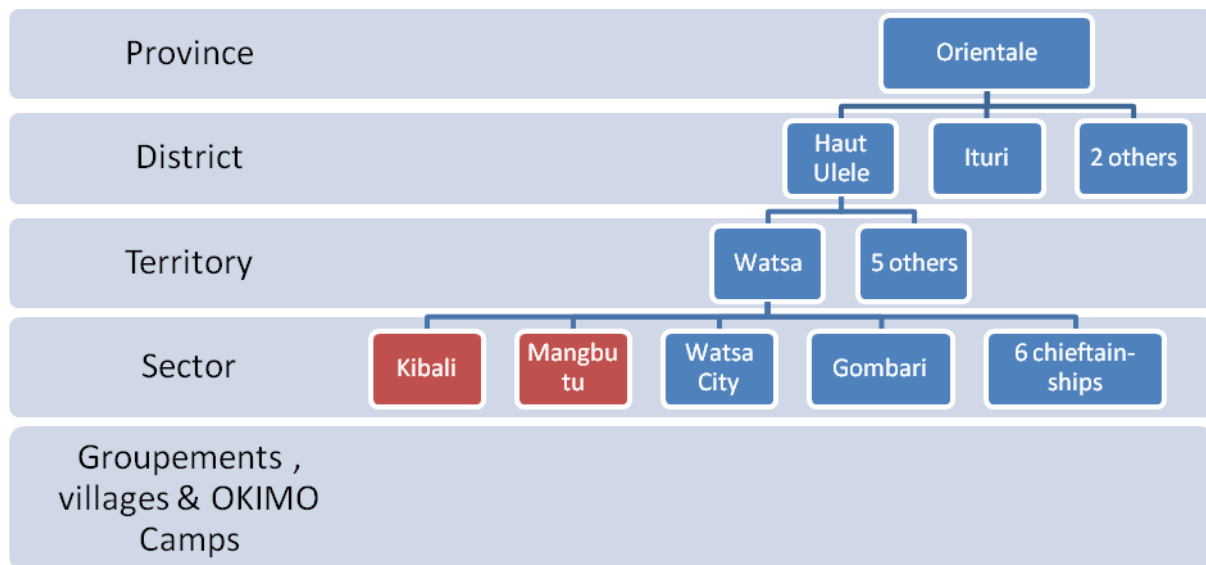 Province
Orientale
District
Haut
Ulele
Ituri
2 others
Territory
Watsa
5 others
Sector
Kibali
Mangbu
tu
Watsa
City
Gombari
6 chieftain-
ships
Groupements ,
villages & OKIMO
Camps